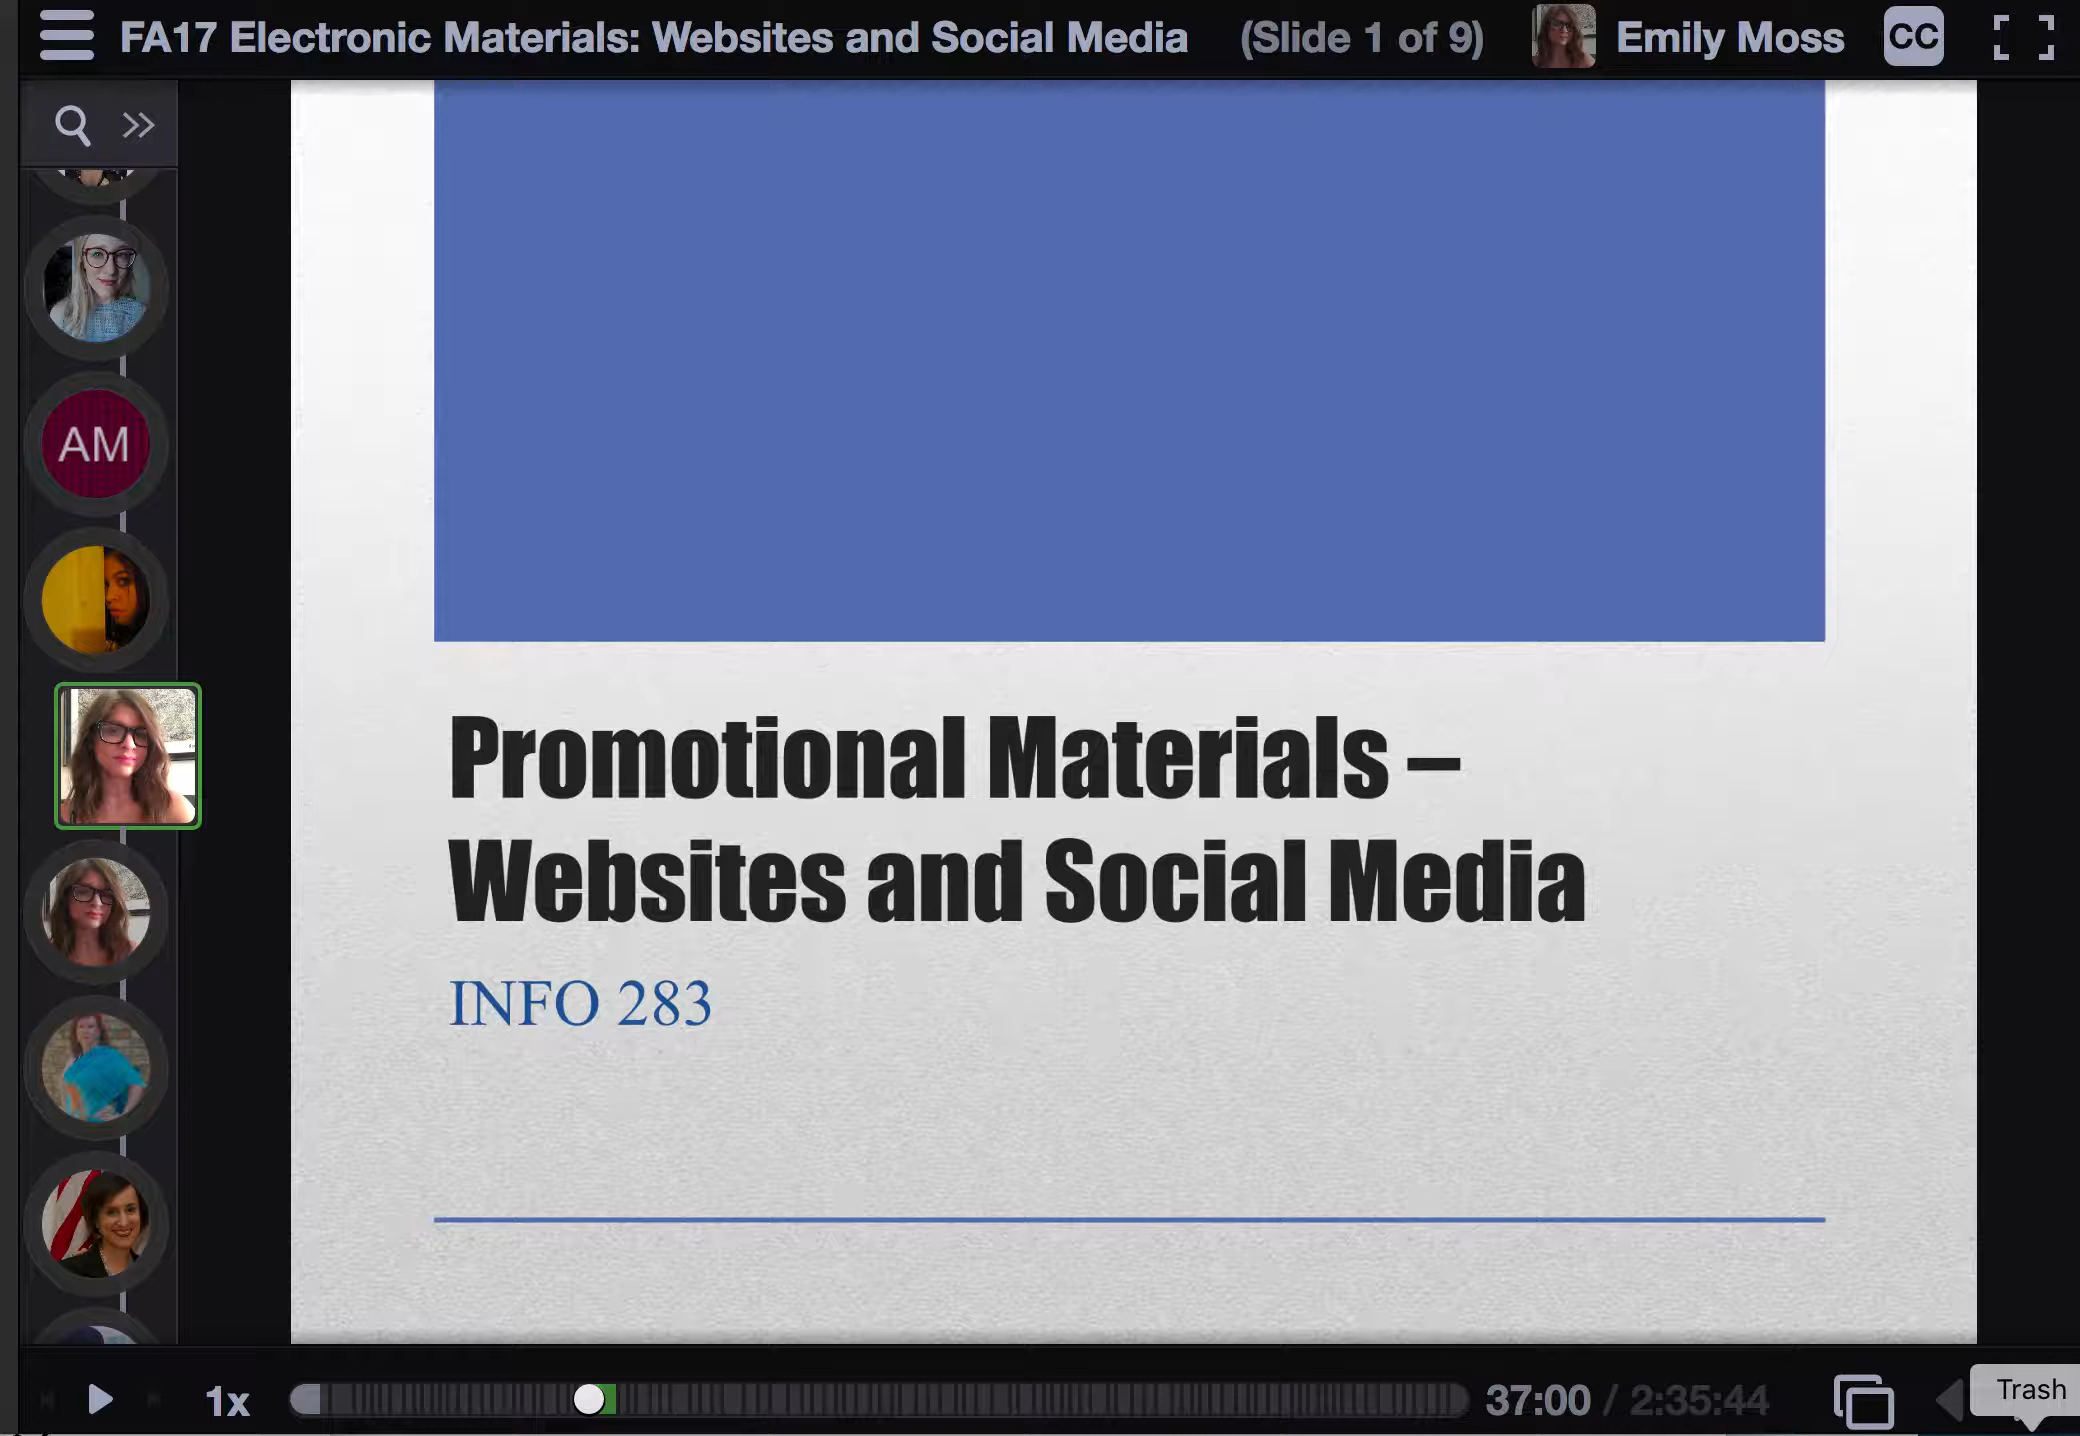 FA17 Electronic Materials: Websites and Social Media (Slide 1 of 9) Emily Moss CC
AM
Promotional Materials –
Websites and Social Media
INFO 283
1x 37:00 / 2:35:44
Trash